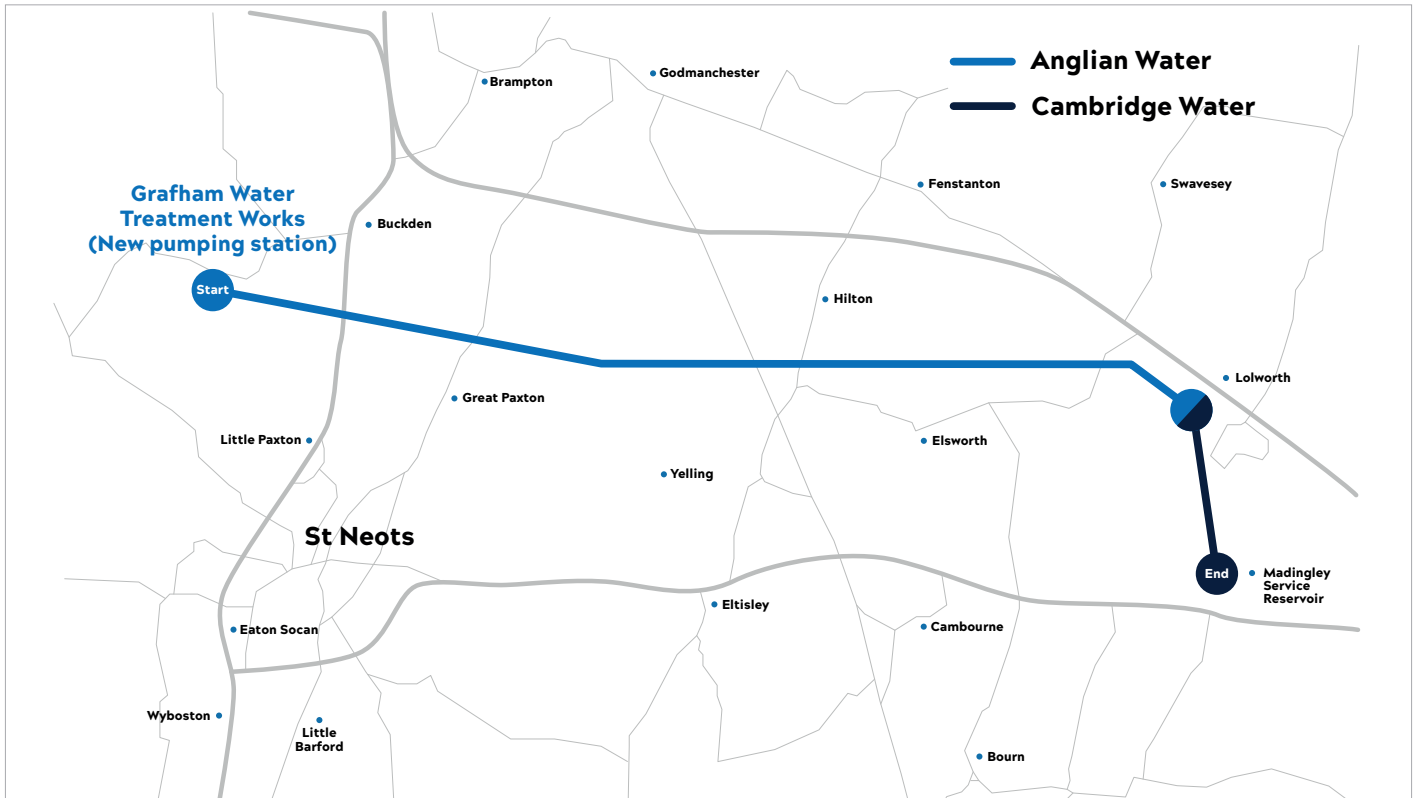 Anglian Water
Cambridge Water
Brampton
Godmanchester
Grafham Water
Treatment Works
(New pumping station)
Fenstanton
Swavesey
Buckden
Start
Hilton
Lolworth
Great Paxton
Little Paxton
Elsworth
Yelling
St Neots
End
Madingley
Service
Reservoir
Eltisley
Cambourne
Eaton Socan
Wyboston
Little
Barford
Bourn